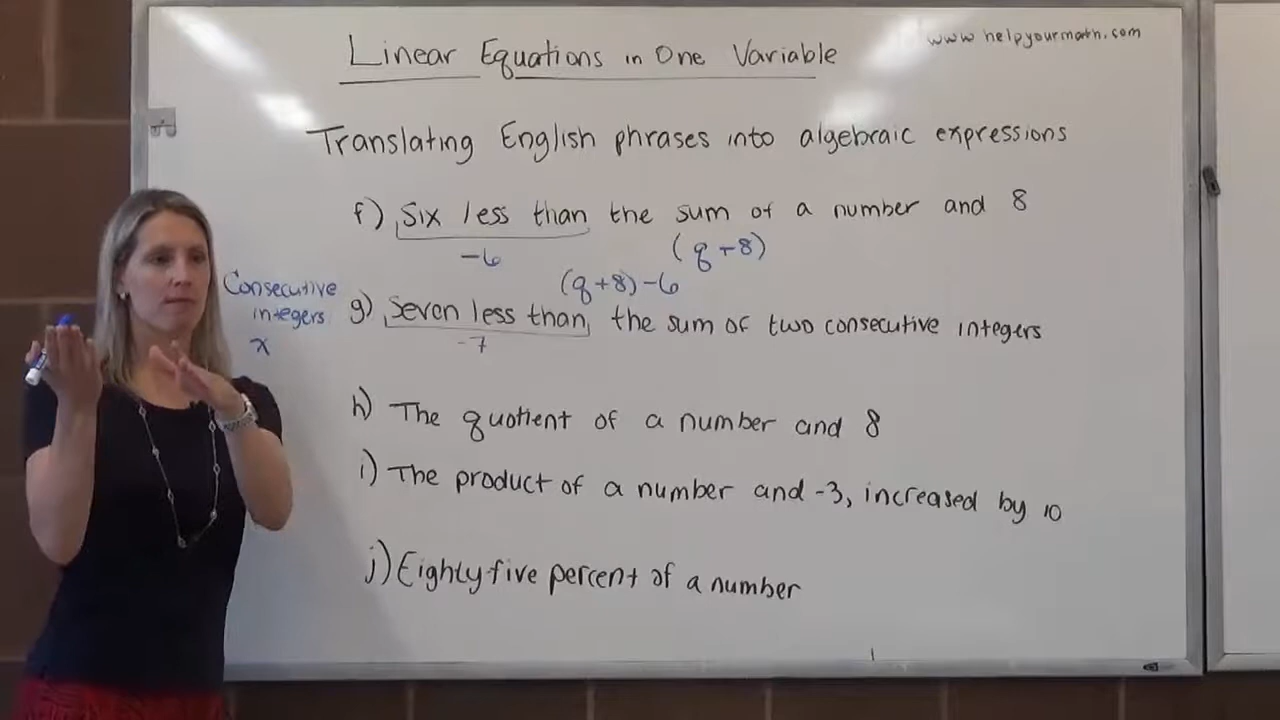 Linear Equations in One Variable
www.helpyourmath.com
Translating English phrases into algebraic expressions
f) Six less than the sum of a number and 8
-6
(q+8)
(q+8)-6
Consecutive
integers
x
g) Seven less than the sum of two consecutive integers
-7
h) The quotient of a number and 8
i) The product of a number and -3, increased by 10
j) Eighty-five percent of a number